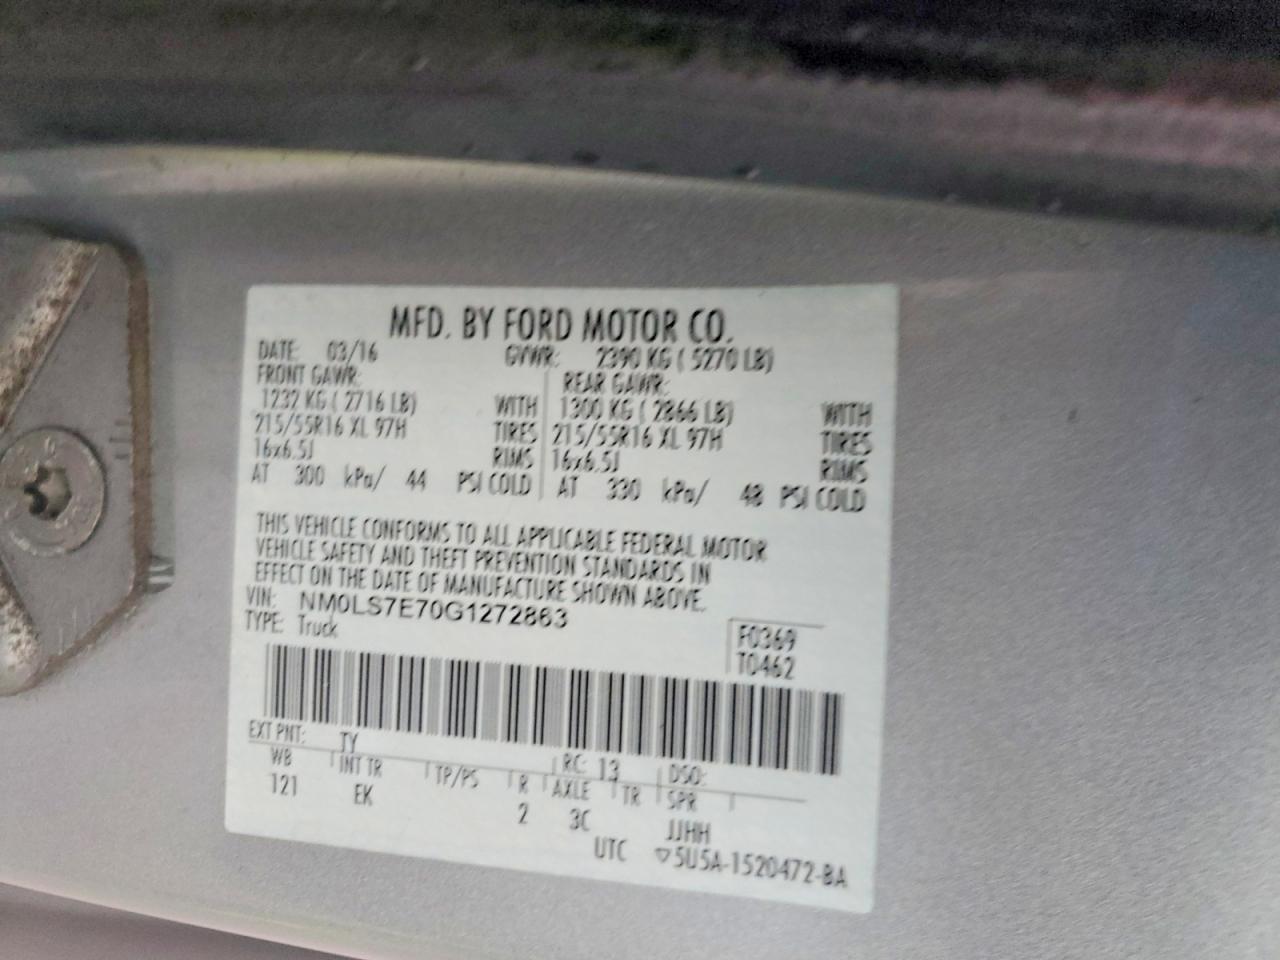 MFD. BY FORD MOTOR CO.
DATE: 03/16 GVWR: 2390 KG ( 5270 LB)
FRONT GAWR: REAR GAWR:
1232 KG ( 2716 LB) WITH 1300 KG ( 2866 LB) WITH
215/55R16 XL 97H TIRES 215/55R16 XL 97H TIRES
16x6.5J RIMS 16x6.5J RIMS
AT 300 kPa/ 44 PSI COLD AT 330 kPa/ 48 PSI COLD
THIS VEHICLE CONFORMS TO ALL APPLICABLE FEDERAL MOTOR
VEHICLE SAFETY AND THEFT PREVENTION STANDARDS IN
EFFECT ON THE DATE OF MANUFACTURE SHOWN ABOVE.
VIN: NM0LS7E70G1272863
TYPE: Truck
F0369
T0462
EXT PNT: TY RC: 13 DSO:
WB INT TR TP/PS R AXLE TR SPR
121 EK 2 3C JJHH
UTC ▽5U5A-1520472-BA